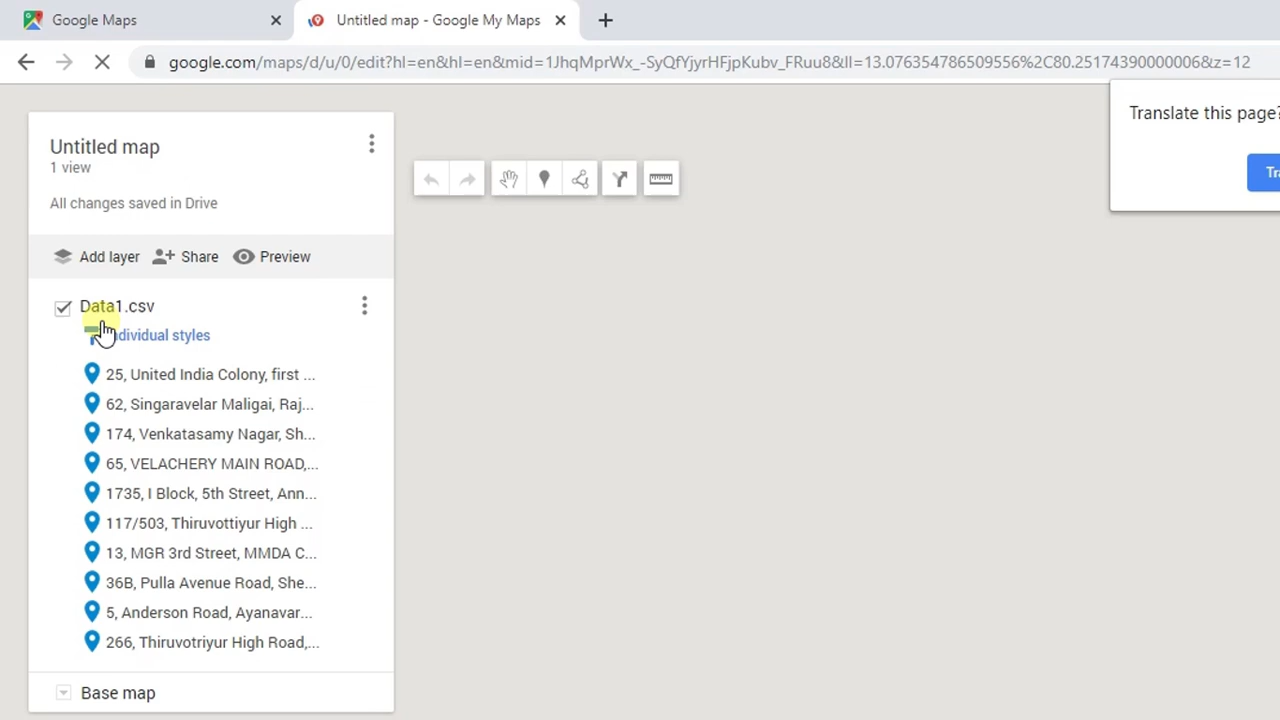 Google Maps
Untitled map - Google My Maps
google.com/maps/d/u/0/edit?hl=en&hl=en&mid=1JhqMprWx_-SyQfYjyrHFjpKubv_FRuu8&ll=13.076354786509556%2C80.25174390000006&z=12
Translate this page?
Tra
Untitled map
1 view
All changes saved in Drive
Add layer Share Preview
Data1.csv
ndividual styles
25, United India Colony, first ...
62, Singaravelar Maligai, Raj...
174, Venkatasamy Nagar, Sh...
65, VELACHERY MAIN ROAD,...
1735, I Block, 5th Street, Ann...
117/503, Thiruvottiyur High ...
13, MGR 3rd Street, MMDA C...
36B, Pulla Avenue Road, She...
5, Anderson Road, Ayanavar...
266, Thiruvotriyur High Road,...
Base map